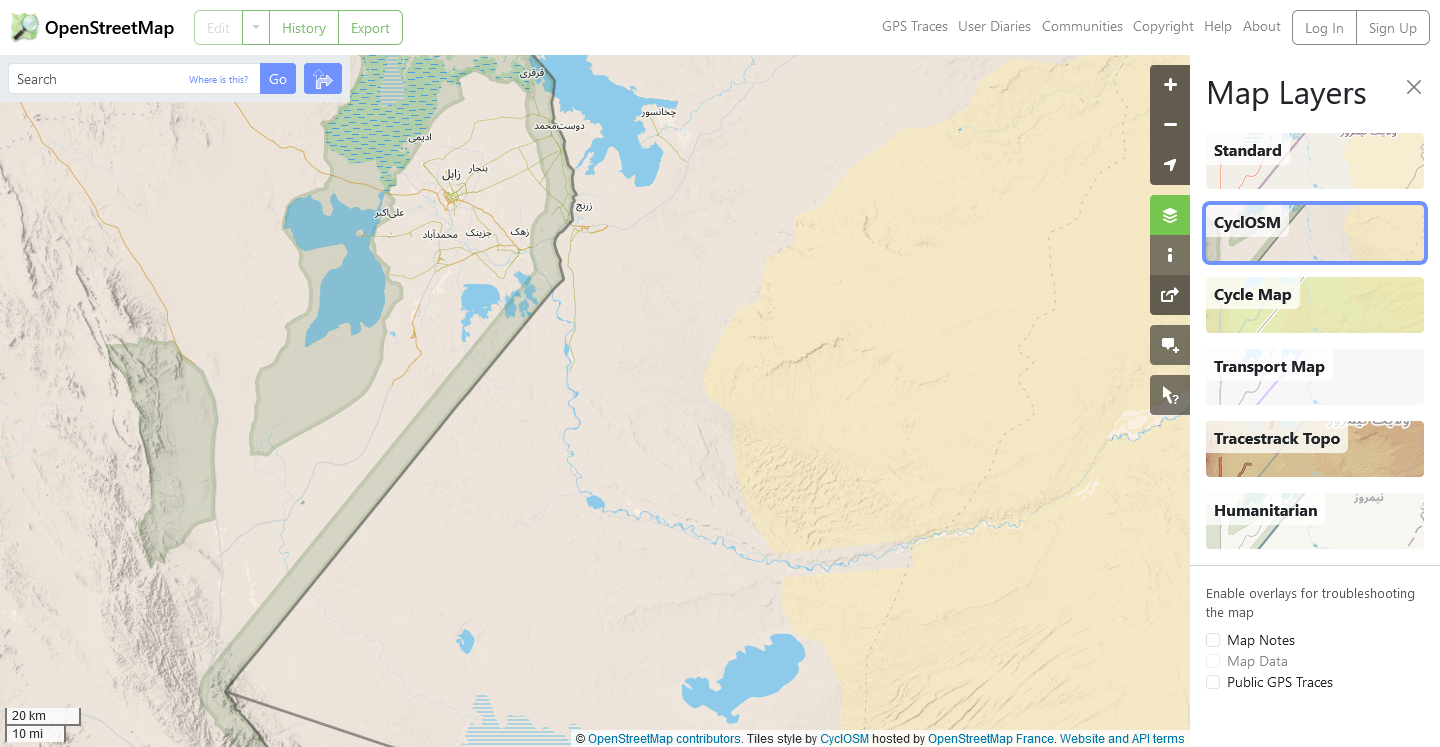 OpenStreetMap
Edit
History
Export
GPS Traces
User Diaries
Communities
Copyright
Help
About
Log In
Sign Up
Search
Where is this?
Go
قرقری
چخانسور
دوست‌محمد
ادیمی
بنجار
زابل
زرنج
علی‌اکبر
زهک
جزینک
محمدآباد
Map Layers
Standard
ولایت نیمروز
CyclOSM
Cycle Map
Transport Map
Tracestrack Topo
ولایت نیمروز
Humanitarian
نیمروز
Enable overlays for troubleshooting
the map
Map Notes
Map Data
Public GPS Traces
20 km
10 mi
© OpenStreetMap contributors. Tiles style by CyclOSM hosted by OpenStreetMap France. Website and API terms